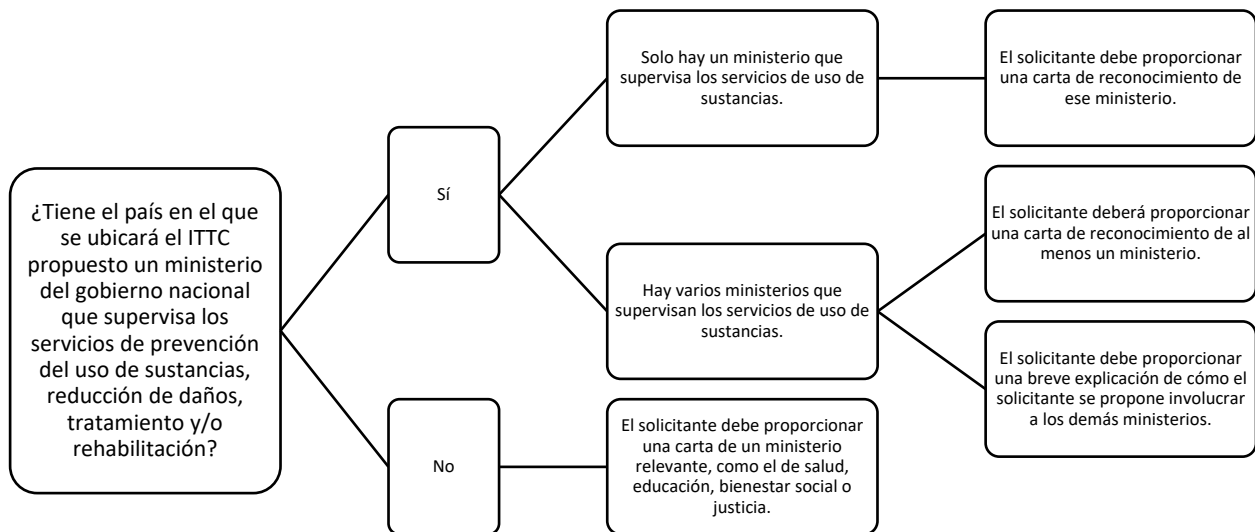 ¿Tiene el país en el que
se ubicará el ITTC
propuesto un ministerio
del gobierno nacional
que supervisa los
servicios de prevención
del uso de sustancias,
reducción de daños,
tratamiento y/o
rehabilitación?
Sí
Solo hay un ministerio que
supervisa los servicios de uso de
sustancias.
El solicitante debe proporcionar
una carta de reconocimiento de
ese ministerio.
Hay varios ministerios que
supervisan los servicios de uso de
sustancias.
El solicitante deberá proporcionar
una carta de reconocimiento de al
menos un ministerio.
El solicitante debe proporcionar
una breve explicación de cómo el
solicitante se propone involucrar
a los demás ministerios.
No
El solicitante debe proporcionar
una carta de un ministerio
relevante, como el de salud,
educación, bienestar social o
justicia.